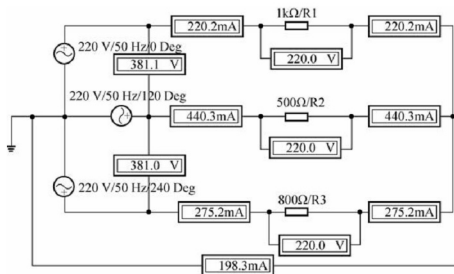 1kΩ/R1
220.2mA
220.2mA
220 V/50 Hz/0 Deg
381.1 V
220.0 V
220 V/50 Hz/120 Deg
500Ω/R2
440.3mA
440.3mA
220.0 V
381.0 V
220 V/50 Hz/240 Deg
800Ω/R3
275.2mA
275.2mA
220.0 V
198.3mA